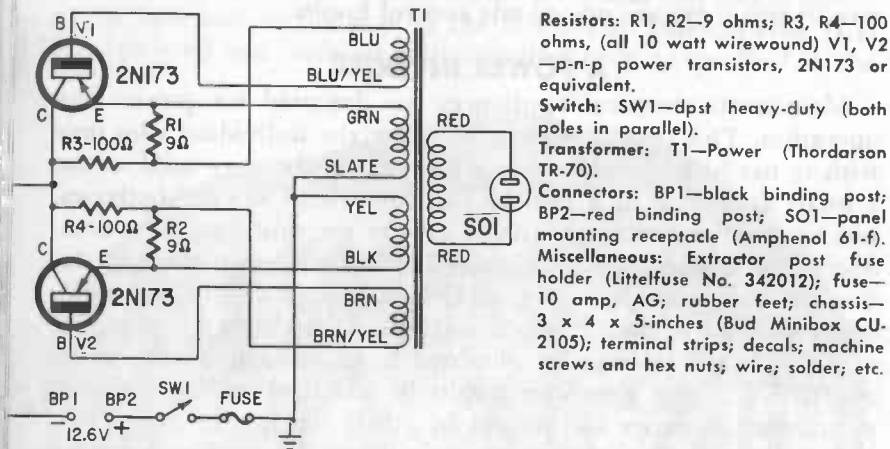 B V1
2N173
C
E
R1
9Ω
R3-100Ω
R4-100Ω
R2
9Ω
C
E
2N173
B V2
T1
BLU
BLU/YEL
GRN
SLATE
YEL
BLK
BRN
BRN/YEL
RED
SO1
RED
BP1
BP2
SW1
FUSE
−
12.6V
+
Resistors: R1, R2—9 ohms; R3, R4—100
ohms, (all 10 watt wirewound) V1, V2
—p-n-p power transistors, 2N173 or
equivalent.
Switch: SW1—dpst heavy-duty (both
poles in parallel).
Transformer: T1—Power (Thordarson
TR-70).
Connectors: BP1—black binding post;
BP2—red binding post; SO1—panel
mounting receptacle (Amphenol 61-f).
Miscellaneous: Extractor post fuse
holder (Littelfuse No. 342012); fuse—
10 amp, AG; rubber feet; chassis—
3 x 4 x 5-inches (Bud Minibox CU-
2105); terminal strips; decals; machine
screws and hex nuts; wire; solder; etc.